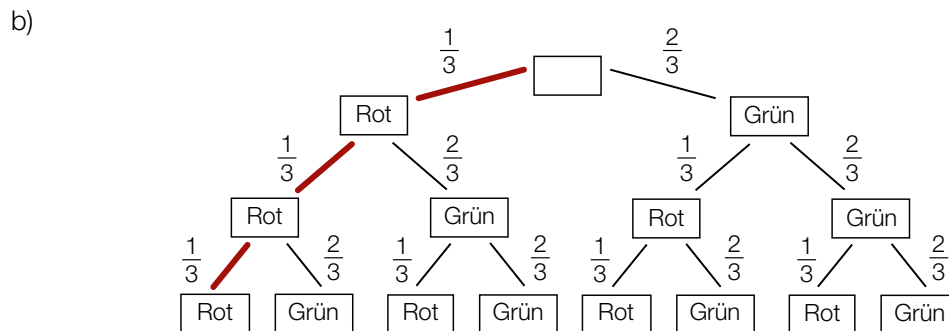 b)
1/3 2/3
Rot Grün
1/3 2/3 1/3 2/3
Rot Grün Rot Grün
1/3 2/3 1/3 2/3 1/3 2/3 1/3 2/3
Rot Grün Rot Grün Rot Grün Rot Grün